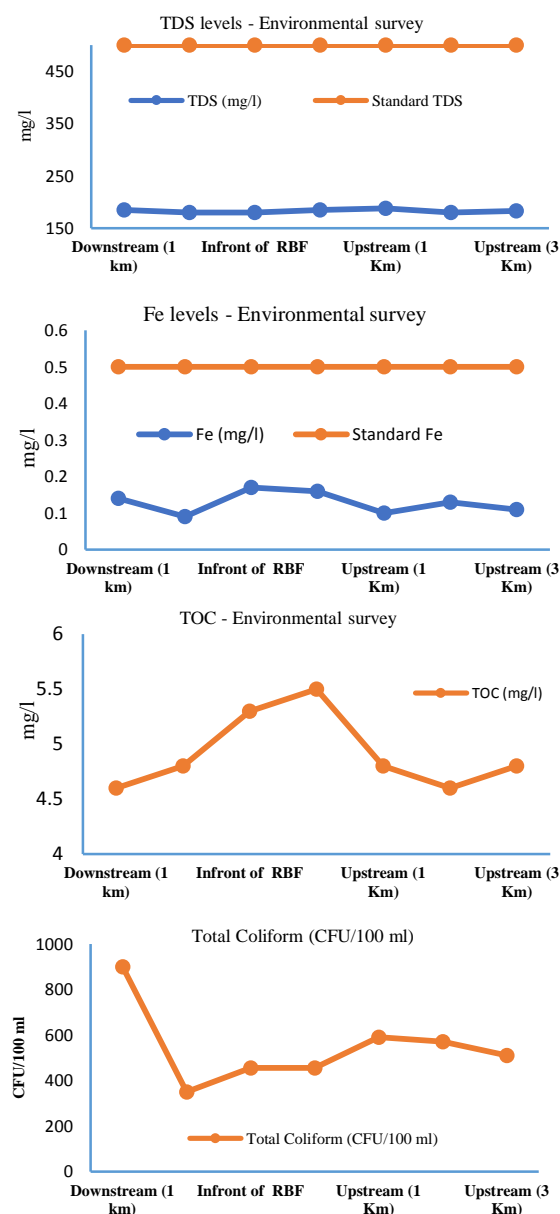 TDS levels - Environmental survey
mg/l
450
350
250
150
TDS (mg/l)
Standard TDS
Downstream (1 km)
Infront of RBF
Upstream (1 Km)
Upstream (3 Km)
Fe levels - Environmental survey
mg/l
0.6
0.5
0.4
0.3
0.2
0.1
0
Fe (mg/l)
Standard Fe
Downstream (1 km)
Infront of RBF
Upstream (1 Km)
Upstream (3 Km)
TOC - Environmental survey
mg/l
6
5.5
5
4.5
4
TOC (mg/l)
Downstream (1 km)
Infront of RBF
Upstream (1 Km)
Upstream (3 Km)
Total Coliform (CFU/100 ml)
CFU/100 ml
1000
800
600
400
200
0
Total Coliform (CFU/100 ml)
Downstream (1 km)
Infront of RBF
Upstream (1 Km)
Upstream (3 Km)